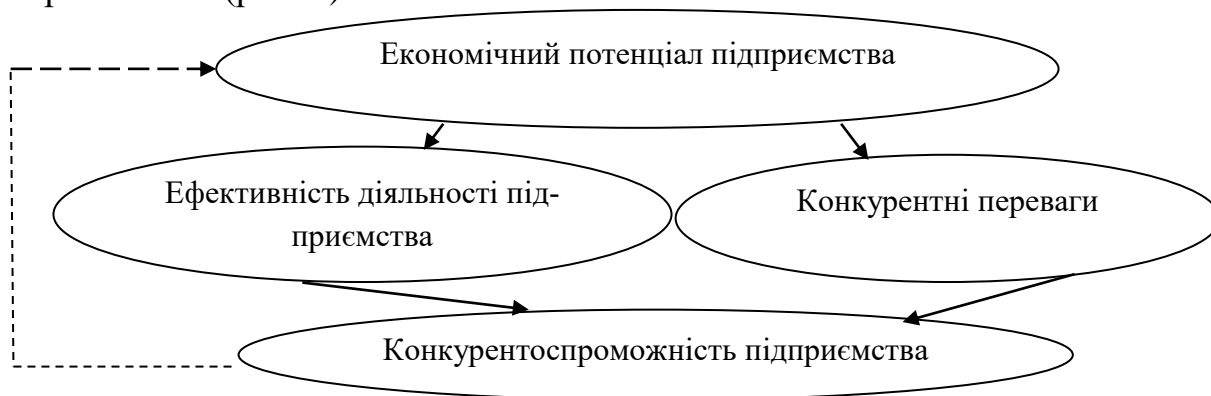 Економічний потенціал підприємства
Ефективність діяльності під-
приємства
Конкурентні переваги
Конкурентоспроможність підприємства